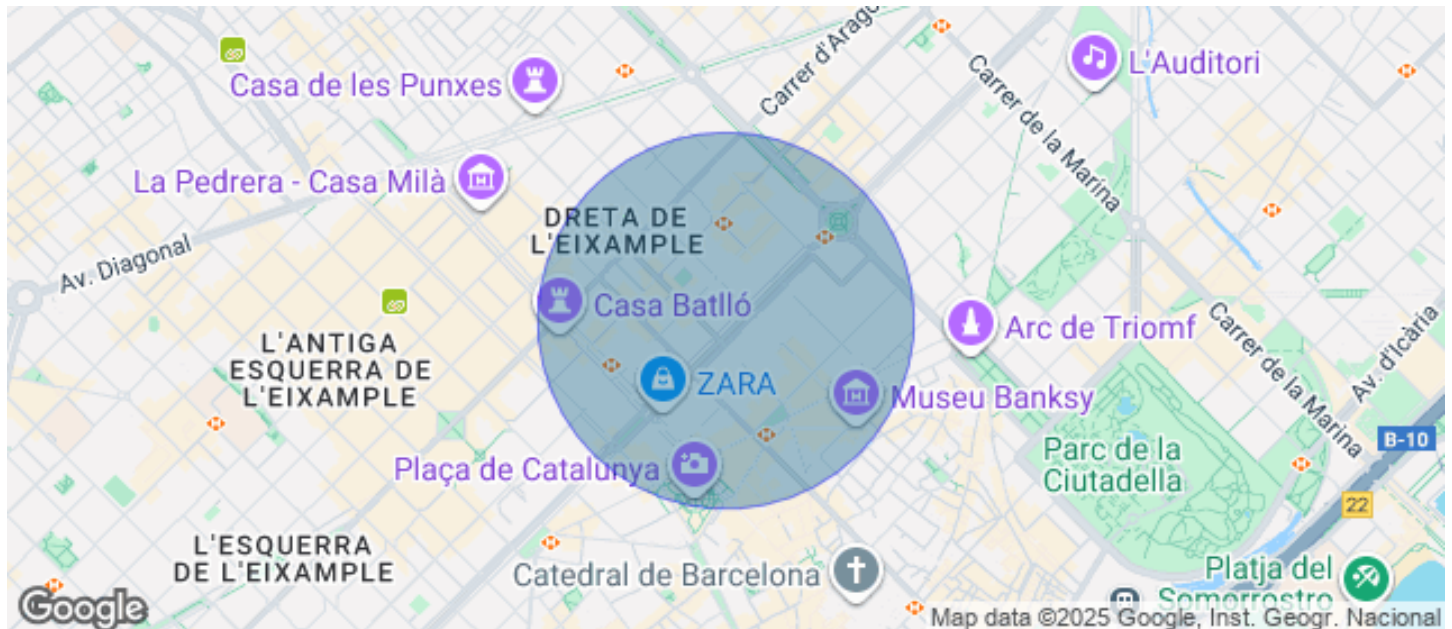 Carrer d'Arago
L'Auditori
Casa de les Punxes
Carrer de la Marina
La Pedrera - Casa Milà
DRETA DE
L'EIXAMPLE
Av. Diagonal
Casa Batlló
Arc de Triomf
L'ANTIGA
ESQUERRA DE
L'EIXAMPLE
Carrer de la Marina
Av. d'Icària
ZARA
Museu Banksy
B-10
Plaça de Catalunya
Parc de la
Ciutadella
22
L'ESQUERRA
DE L'EIXAMPLE
Catedral de Barcelona
Platja del
Somorrostro
Google
Map data ©2025 Google, Inst. Geogr. Nacional